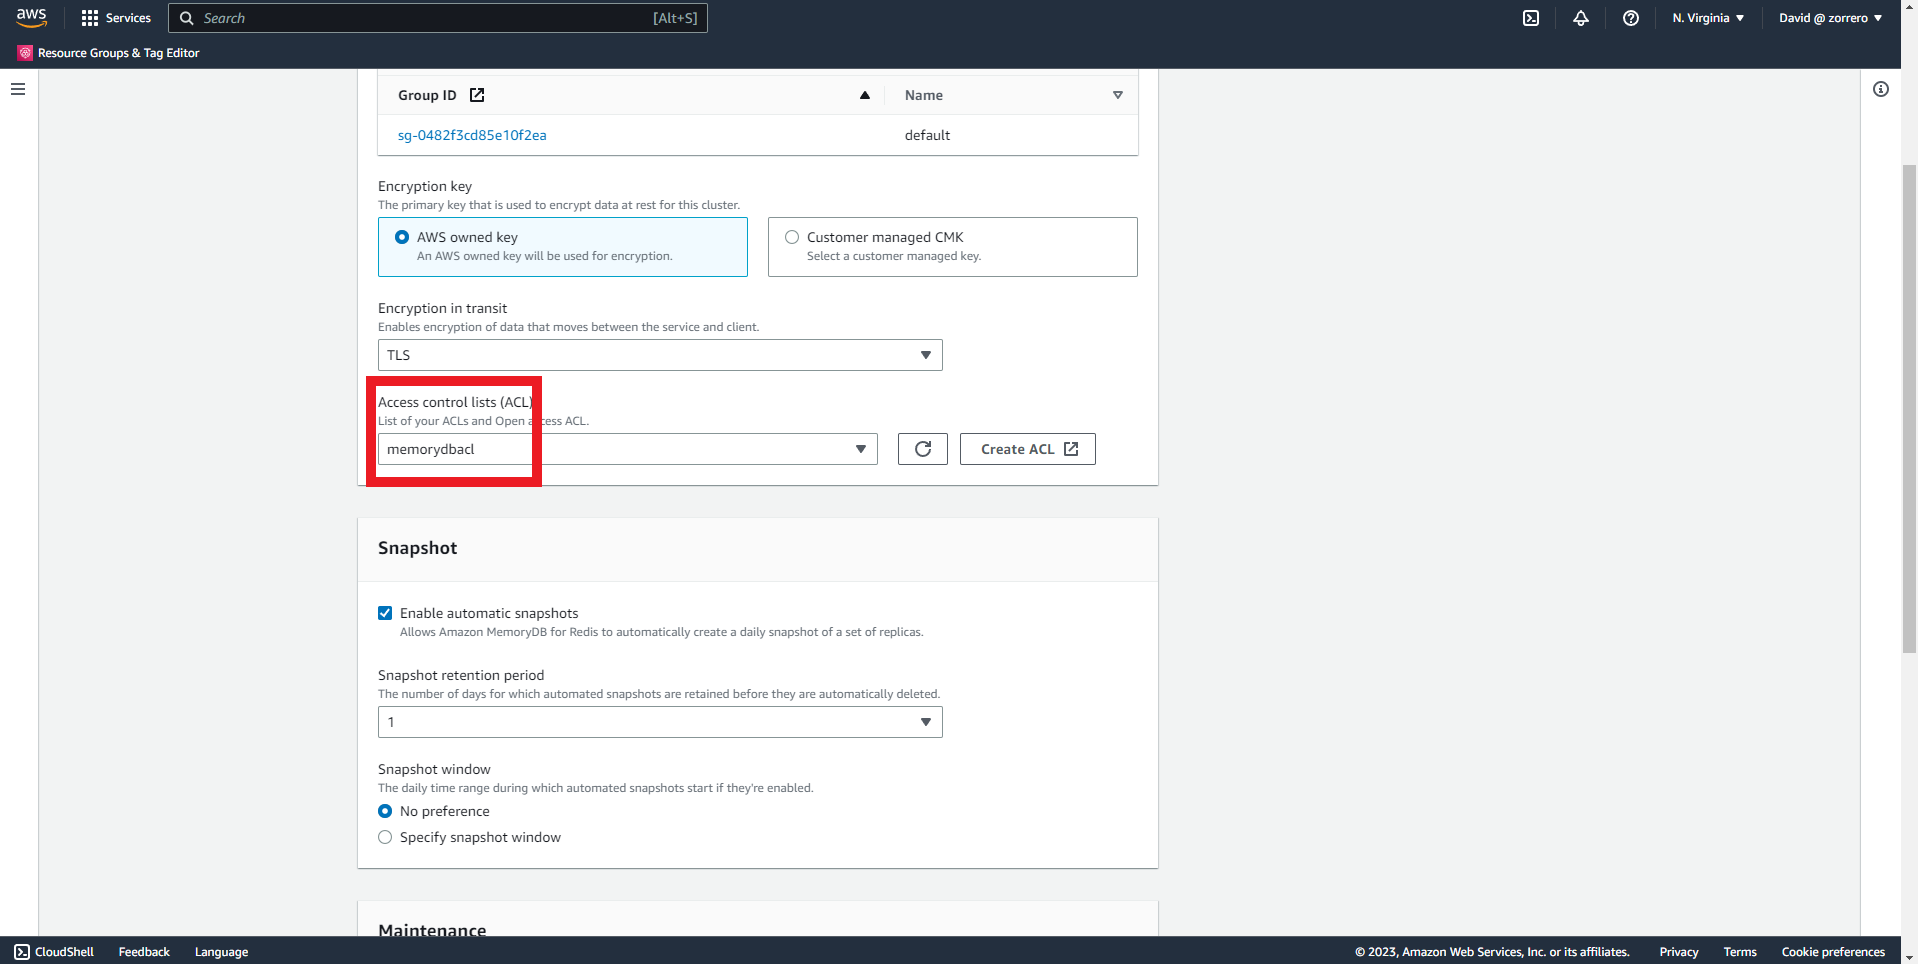 aws
Services
Search
[Alt+S]
N. Virginia
David @ zorrero
Resource Groups & Tag Editor
Group ID
Name
sg-0482f3cd85e10f2ea
default
Encryption key
The primary key that is used to encrypt data at rest for this cluster.
AWS owned key
An AWS owned key will be used for encryption.
Customer managed CMK
Select a customer managed key.
Encryption in transit
Enables encryption of data that moves between the service and client.
TLS
Access control lists (ACL)
List of your ACLs and Open access ACL.
memorydbacl
Create ACL
Snapshot
Enable automatic snapshots
Allows Amazon MemoryDB for Redis to automatically create a daily snapshot of a set of replicas.
Snapshot retention period
The number of days for which automated snapshots are retained before they are automatically deleted.
1
Snapshot window
The daily time range during which automated snapshots start if they're enabled.
No preference
Specify snapshot window
Maintenance
CloudShell
Feedback
Language
© 2023, Amazon Web Services, Inc. or its affiliates.
Privacy
Terms
Cookie preferences